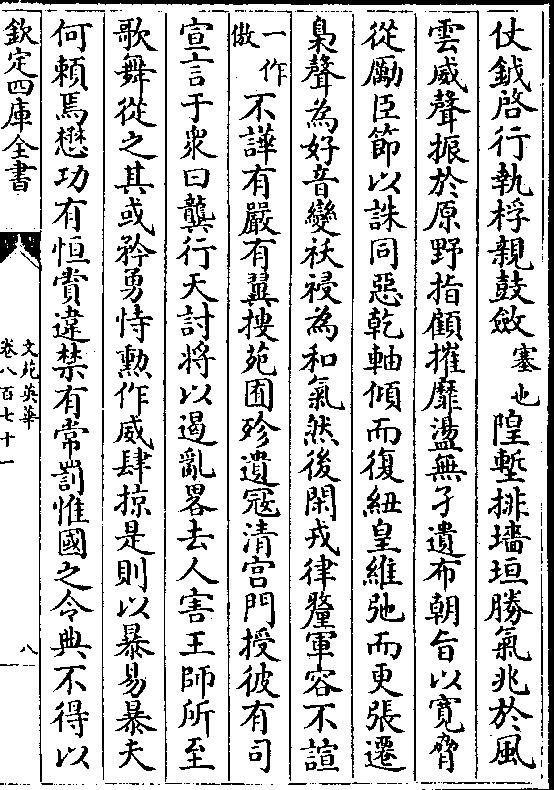 仗鉞啓行執桴親鼓斂塞也隍塹排墻垣勝氣兆於風
雲威聲振於原野指顧摧靡盪無孑遺布朝旨以寛脅
從勵臣節以誅同惡乾軸傾而復紐皇維弛而更張遷
梟聲為好音變祅祲為和氣然後閑戎律釐軍容不諠
一作傲不譁有嚴有翼搜苑囿殄遺寇清宮門授彼有司
宣言于衆曰龔行天討將以遏亂畧去人害王師所至
歌舞從之其或矜勇恃勲作威肆掠是則以暴易暴夫
何頼焉懋功有恒賞違禁有常罰惟國之令典不得以
欽定四庫全書
文苑英華
卷八百七十一
八